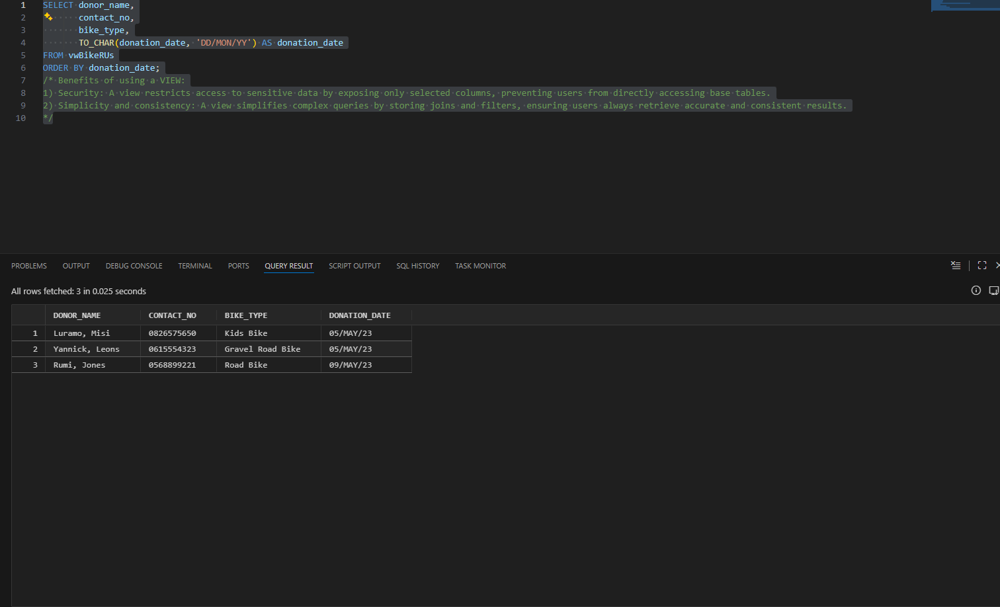 1 SELECT donor_name,
2 contact_no,
3 bike_type,
4 TO_CHAR(donation_date, 'DD/MON/YY') AS donation_date
5 FROM vwBikeRUs
6 ORDER BY donation_date;
7 /* Benefits of using a VIEW:
8 1) Security: A view restricts access to sensitive data by exposing only selected columns, preventing users from directly accessing base tables.
9 2) Simplicity and consistency: A view simplifies complex queries by storing joins and filters, ensuring users always retrieve accurate and consistent results.
10 */
PROBLEMS OUTPUT DEBUG CONSOLE TERMINAL PORTS QUERY RESULT SCRIPT OUTPUT SQL HISTORY TASK MONITOR
All rows fetched: 3 in 0.025 seconds
DONOR_NAME CONTACT_NO BIKE_TYPE DONATION_DATE
1 Luramo, Misi 0826575650 Kids Bike 05/MAY/23
2 Yannick, Leons 0615554323 Gravel Road Bike 05/MAY/23
3 Rumi, Jones 0568899221 Road Bike 09/MAY/23